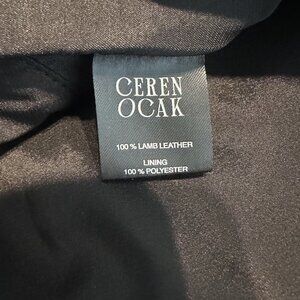 CEREN
OCAK
100 % LAMB LEATHER
LINING
100 % POLYESTER